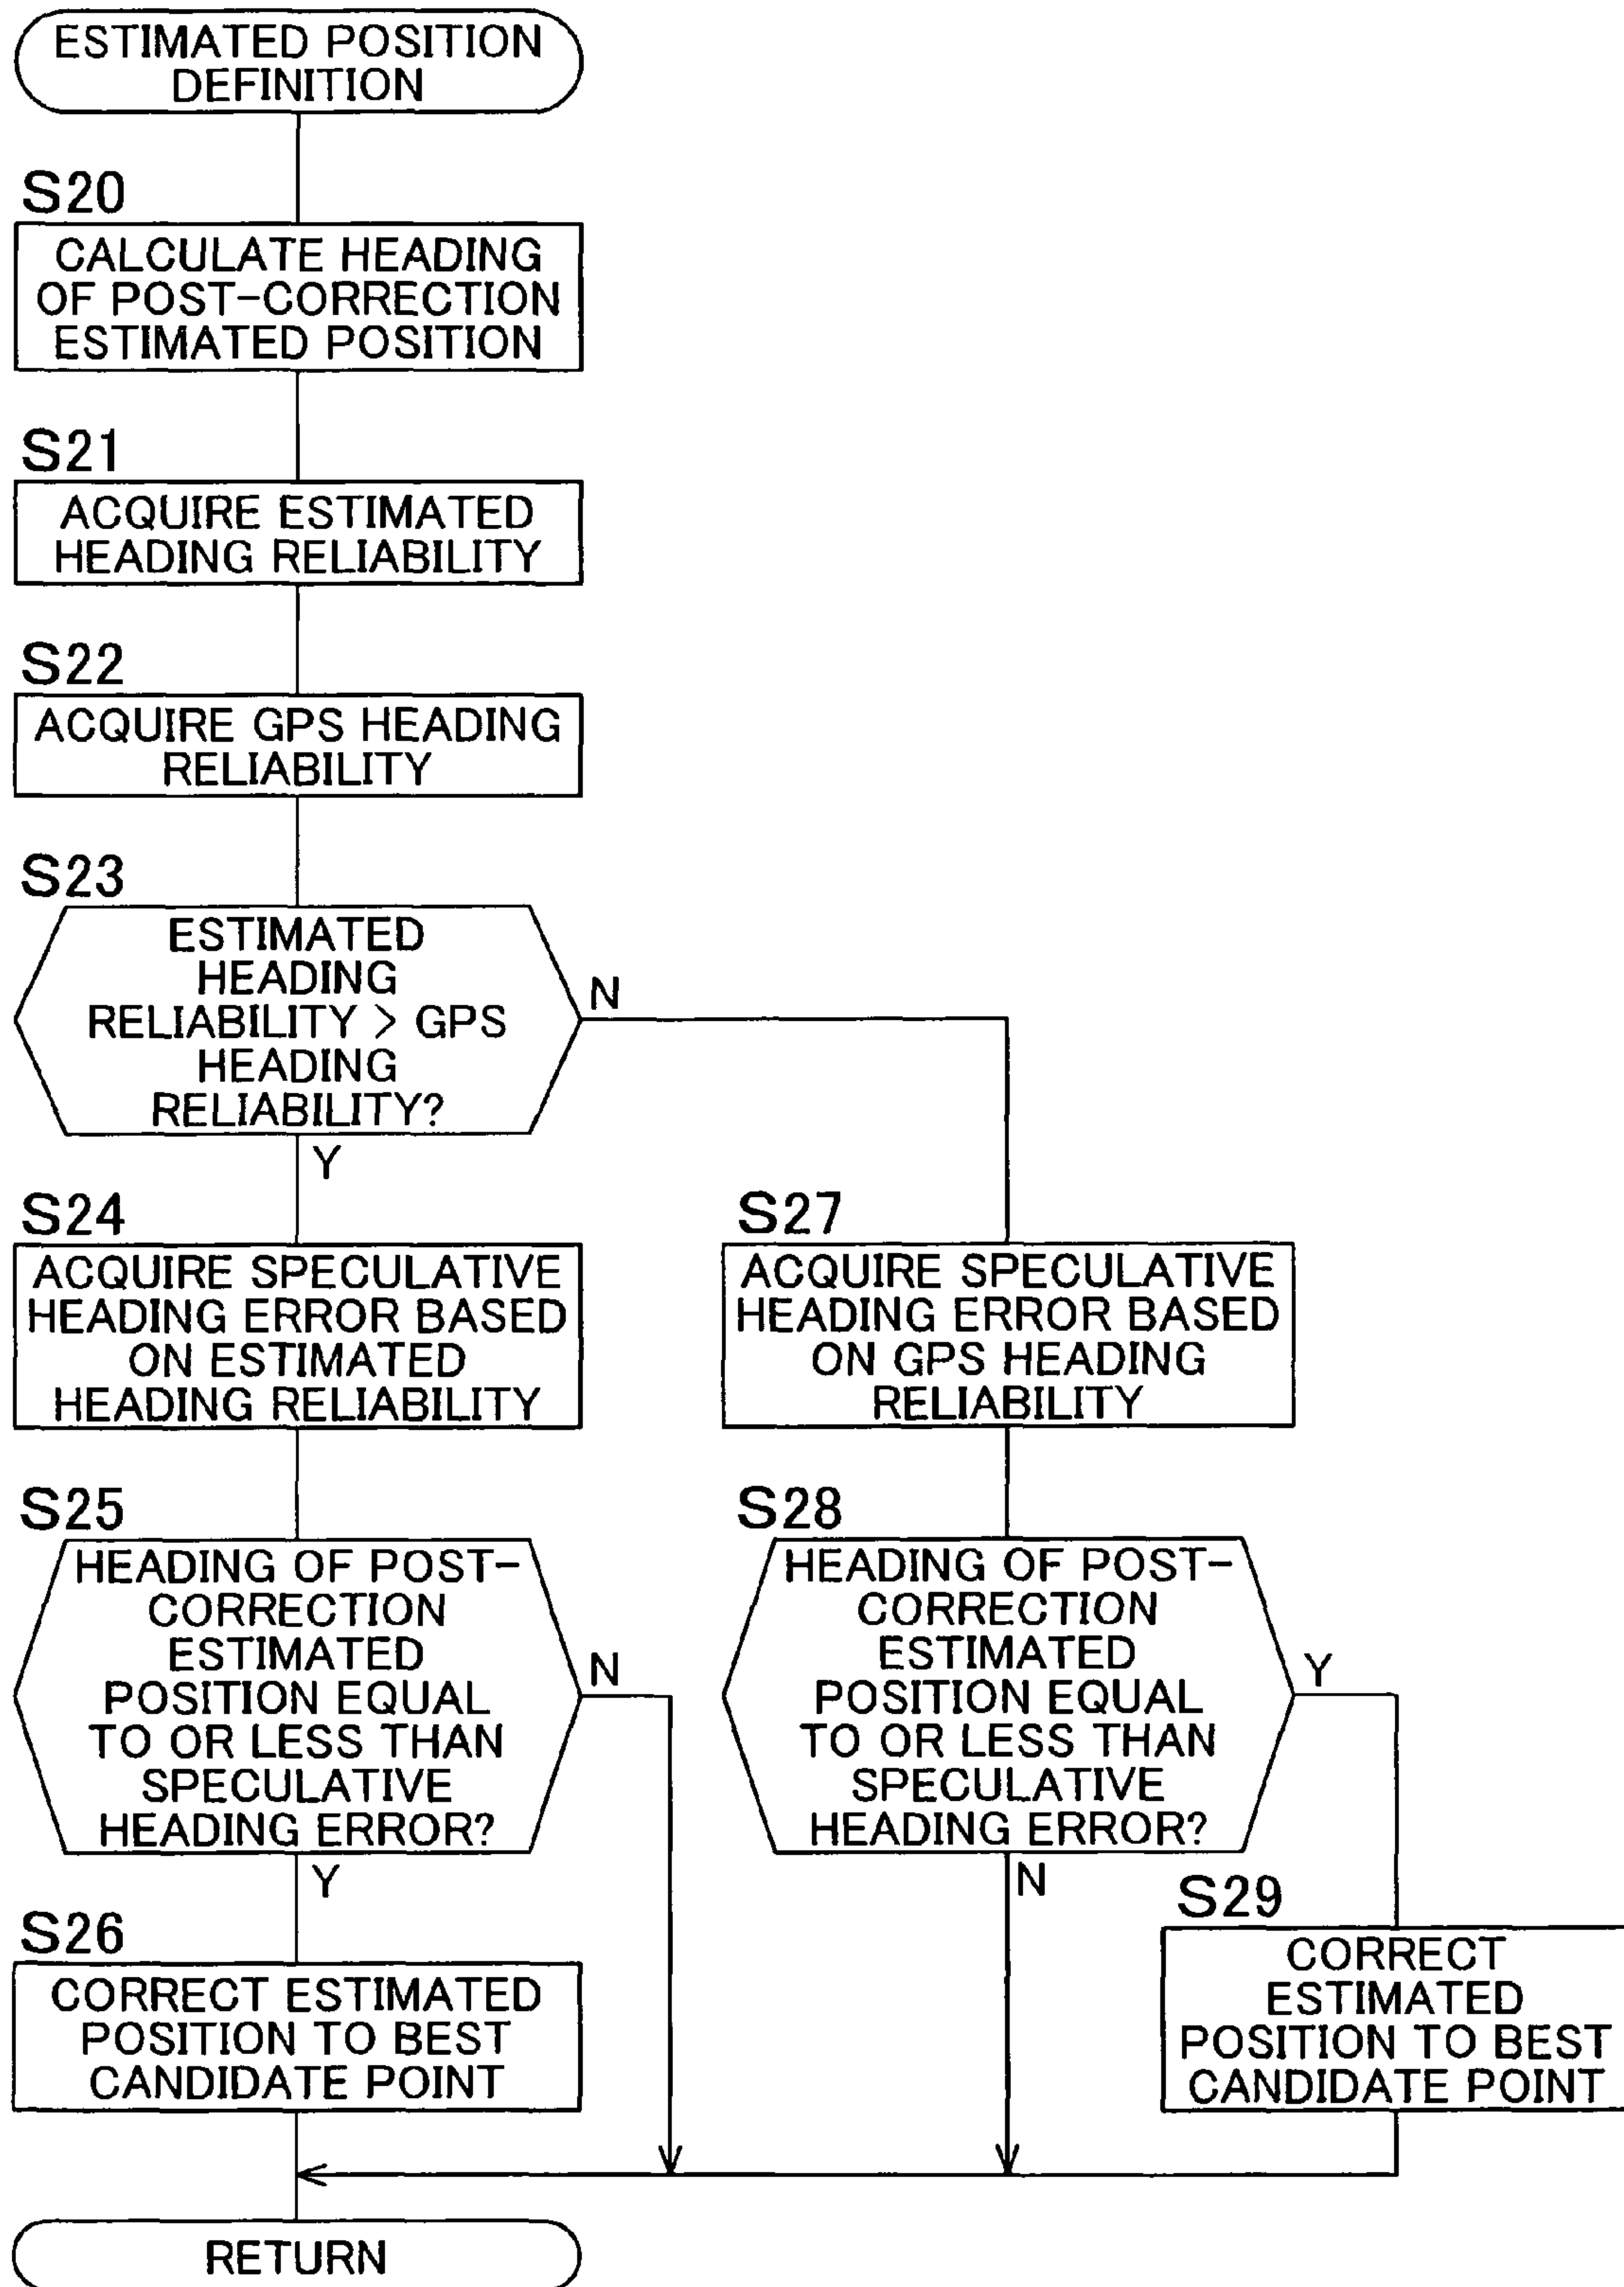 ESTIMATED POSITION
DEFINITION
S20
CALCULATE HEADING
OF POST-CORRECTION
ESTIMATED POSITION
S21
ACQUIRE ESTIMATED
HEADING RELIABILITY
S22
ACQUIRE GPS HEADING
RELIABILITY
S23
ESTIMATED
HEADING
RELIABILITY > GPS
HEADING
RELIABILITY?
N
Y
S24
ACQUIRE SPECULATIVE
HEADING ERROR BASED
ON ESTIMATED
HEADING RELIABILITY
S25
HEADING OF POST-
CORRECTION
ESTIMATED
POSITION EQUAL
TO OR LESS THAN
SPECULATIVE
HEADING ERROR?
N
Y
S26
CORRECT ESTIMATED
POSITION TO BEST
CANDIDATE POINT
S27
ACQUIRE SPECULATIVE
HEADING ERROR BASED
ON GPS HEADING
RELIABILITY
S28
HEADING OF POST-
CORRECTION
ESTIMATED
POSITION EQUAL
TO OR LESS THAN
SPECULATIVE
HEADING ERROR?
Y
N
S29
CORRECT
ESTIMATED
POSITION TO BEST
CANDIDATE POINT
RETURN